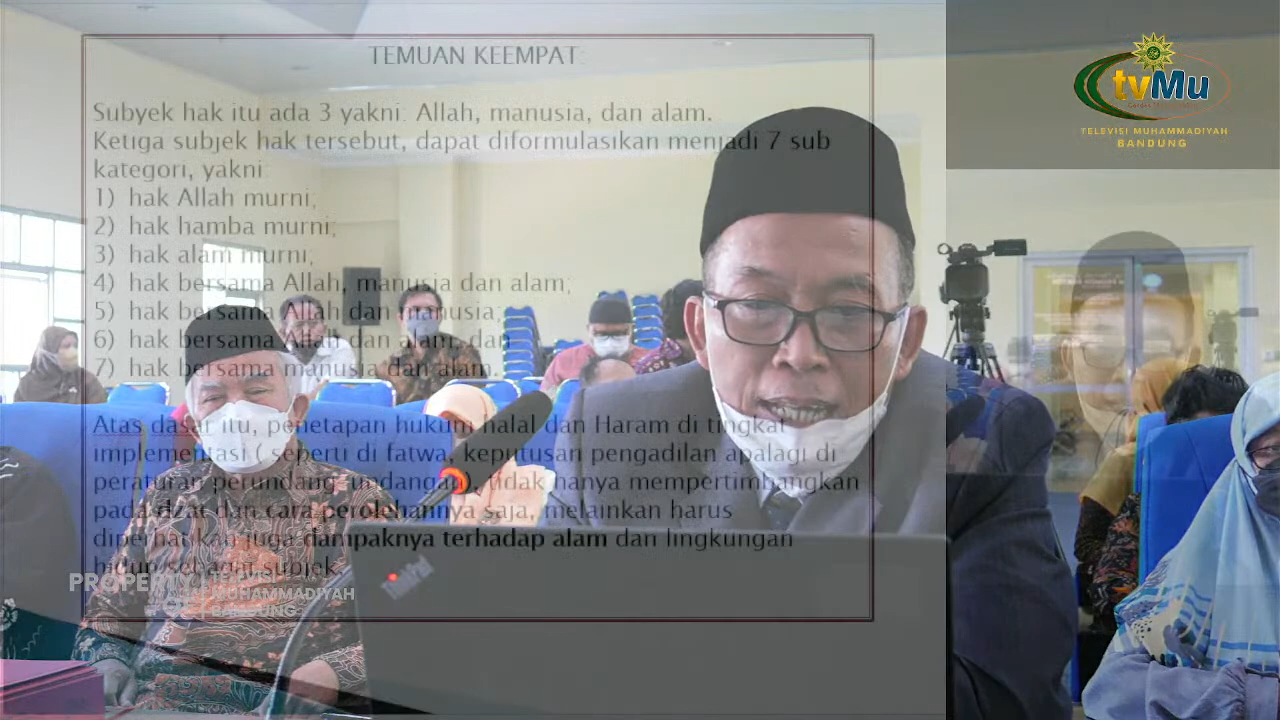 TEMUAN KEEMPAT:
Subyek hak itu ada 3 yakni: Allah, manusia, dan alam.
Ketiga subjek hak tersebut, dapat diformulasikan menjadi 7 sub
kategori, yakni:
1) hak Allah murni;
2) hak hamba murni;
3) hak alam murni;
4) hak bersama Allah, manusia dan alam;
5) hak bersama Allah dan manusia;
6) hak bersama Allah dan alam; dan
7) hak bersama manusia dan alam.
Atas dasar itu, penetapan hukum halal dan Haram di tingkat
implementasi ( seperti di fatwa, keputusan pengadilan apalagi di
peraturan perundang-undangan), tidak hanya mempertimbangkan
pada dzat dan cara perolehannya saja, melainkan harus
diperhatikan juga dampaknya terhadap alam dan lingkungan
hidup sebagai subjek
tvMu
TELEVISI MUHAMMADIYAH
BANDUNG
PROPERTY
MUHAMMADIYAH
BANDUNG
ThinkPad